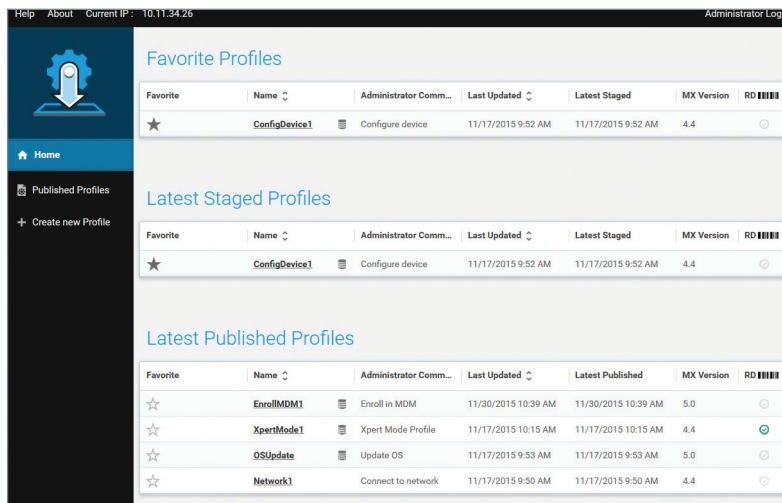 Help About Current IP : 10.11.34.26 Administrator Log
Favorite Profiles
Favorite Name Administrator Comm... Last Updated Latest Staged MX Version RD
ConfigDevice1 Configure device 11/17/2015 9:52 AM 11/17/2015 9:52 AM 4.4
Home
Published Profiles
Create new Profile
Latest Staged Profiles
Favorite Name Administrator Comm... Last Updated Latest Staged MX Version RD
ConfigDevice1 Configure device 11/17/2015 9:52 AM 11/17/2015 9:52 AM 4.4
Latest Published Profiles
Favorite Name Administrator Comm... Last Updated Latest Published MX Version RD
EnrollMDM1 Enroll in MDM 11/30/2015 10:39 AM 11/30/2015 10:39 AM 5.0
XpertMode1 Xpert Mode Profile 11/17/2015 10:15 AM 11/17/2015 10:15 AM 4.4
OSUpdate Update OS 11/17/2015 9:53 AM 11/17/2015 9:53 AM 5.0
Network1 Connect to network 11/17/2015 9:50 AM 11/17/2015 9:50 AM 4.4